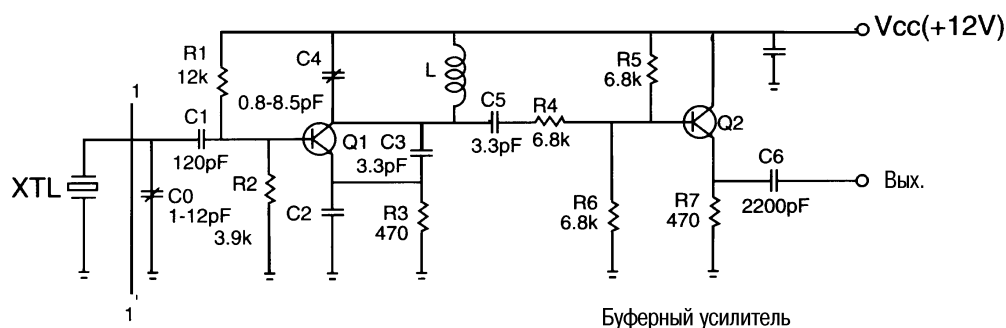 Vcc(+12V)
R1
12k
C4
0.8-8.5pF
L
R5
6.8k
1
C1
120pF
Q1
C3
3.3pF
C5
3.3pF
R4
6.8k
Q2
XTL
C0
1-12pF
R2
3.9k
C2
R3
470
R6
6.8k
R7
470
C6
2200pF
Вых.
1'
Буферный усилитель